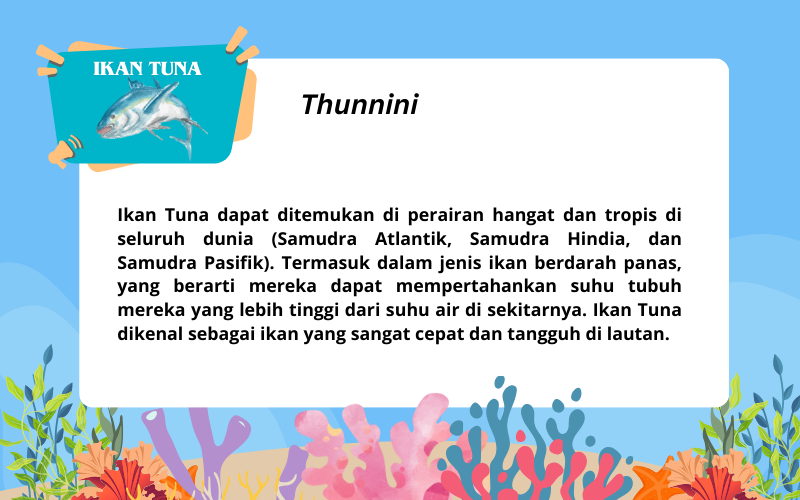 IKAN TUNA
Thunnini
Ikan Tuna dapat ditemukan di perairan hangat dan tropis di
seluruh dunia (Samudra Atlantik, Samudra Hindia, dan
Samudra Pasifik). Termasuk dalam jenis ikan berdarah panas,
yang berarti mereka dapat mempertahankan suhu tubuh
mereka yang lebih tinggi dari suhu air di sekitarnya. Ikan Tuna
dikenal sebagai ikan yang sangat cepat dan tangguh di lautan.